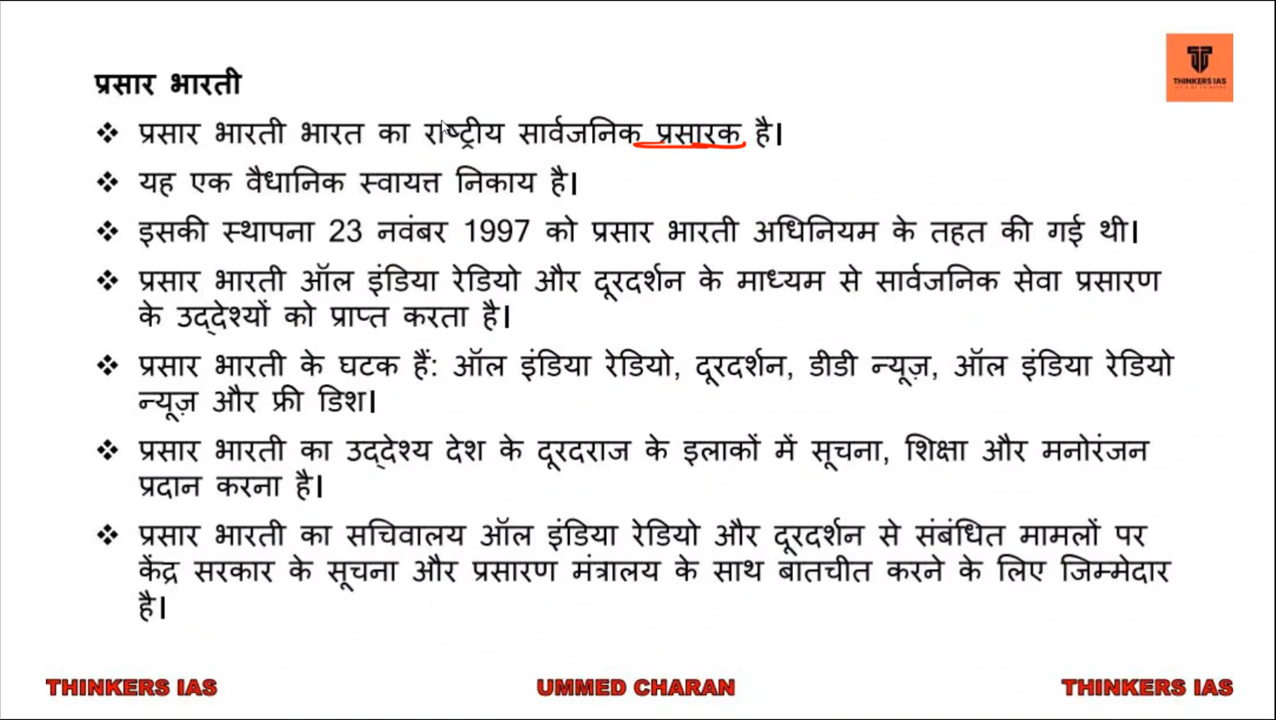 प्रसार भारती
THINKERS IAS
❖ प्रसार भारती भारत का राष्ट्रीय सार्वजनिक प्रसारक है।
❖ यह एक वैधानिक स्वायत्त निकाय है।
❖ इसकी स्थापना 23 नवंबर 1997 को प्रसार भारती अधिनियम के तहत की गई थी।
❖ प्रसार भारती ऑल इंडिया रेडियो और दूरदर्शन के माध्यम से सार्वजनिक सेवा प्रसारण
के उद्देश्यों को प्राप्त करता है।
❖ प्रसार भारती के घटक हैं: ऑल इंडिया रेडियो, दूरदर्शन, डीडी न्यूज़, ऑल इंडिया रेडियो
न्यूज़ और फ्री डिश।
❖ प्रसार भारती का उद्देश्य देश के दूरदराज के इलाकों में सूचना, शिक्षा और मनोरंजन
प्रदान करना है।
❖ प्रसार भारती का सचिवालय ऑल इंडिया रेडियो और दूरदर्शन से संबंधित मामलों पर
केंद्र सरकार के सूचना और प्रसारण मंत्रालय के साथ बातचीत करने के लिए जिम्मेदार
है।
THINKERS IAS UMMED CHARAN THINKERS IAS